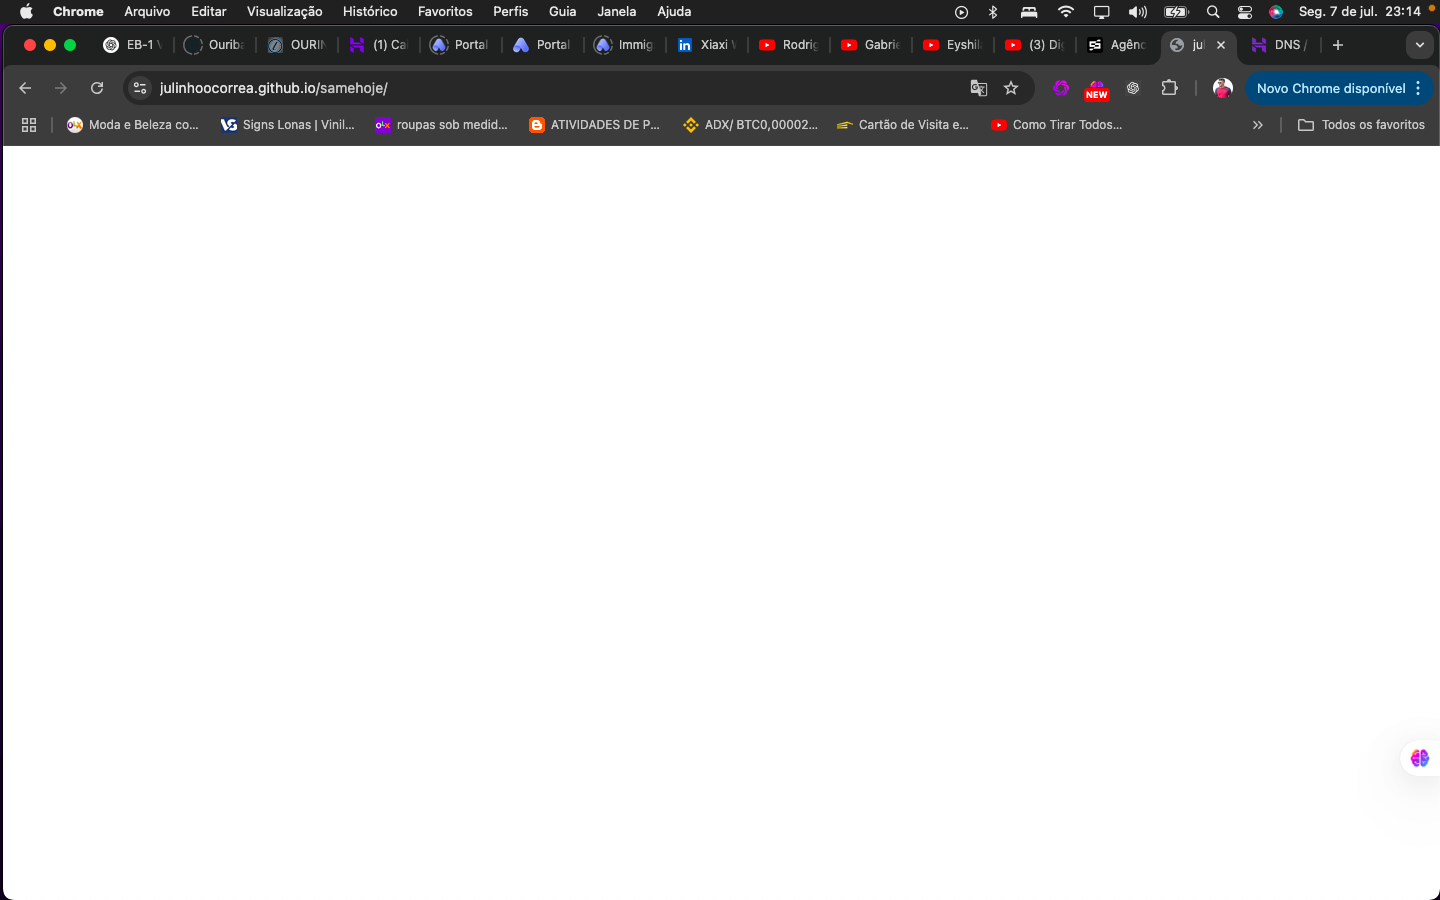 Chrome Arquivo Editar Visualização Histórico Favoritos Perfis Guia Janela Ajuda Seg. 7 de jul. 23:14
EB-1 V Ouriba OURIN (1) Ca Portal Portal Immig Xiaxi Rodrig Gabrie Eyshil (3) Di Agênc jul DNS /
julinhoocorrea.github.io/samehoje/ NEW Novo Chrome disponível
Moda e Beleza co... Signs Lonas | Vinil... roupas sob medid... ATIVIDADES DE P... ADX/ BTC0,00002... Cartão de Visita e... Como Tirar Todos... » Todos os favoritos